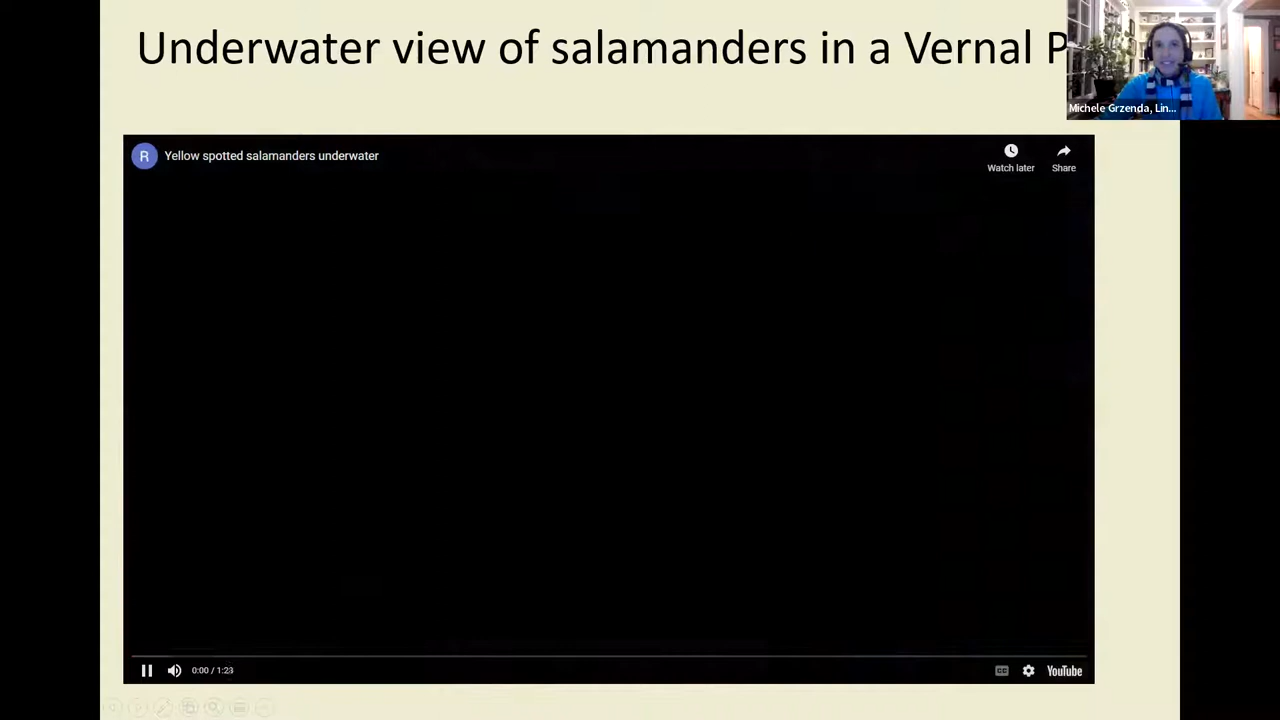 Underwater view of salamanders in a Vernal P
Michele Grzenda, Lin...
R Yellow spotted salamanders underwater
Watch later
Share
0:00 / 1:23
CC
YouTube